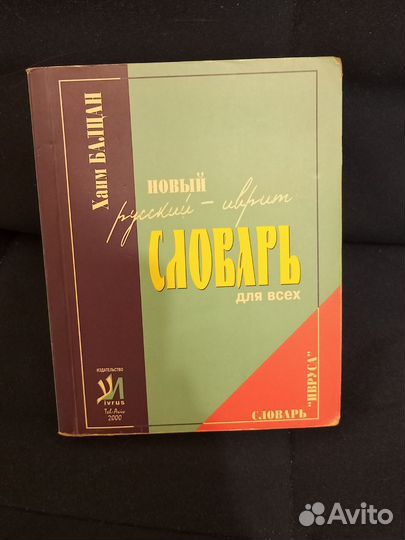 Хаим БАЛЦАН
НОВЫЙ
русский – иврит
СЛОВАРЬ
для всех
ИЗДАТЕЛЬСТВО
ivrus
Tel-Aviv
2000
СЛОВАРЬ "ИВРУСА"
Avito